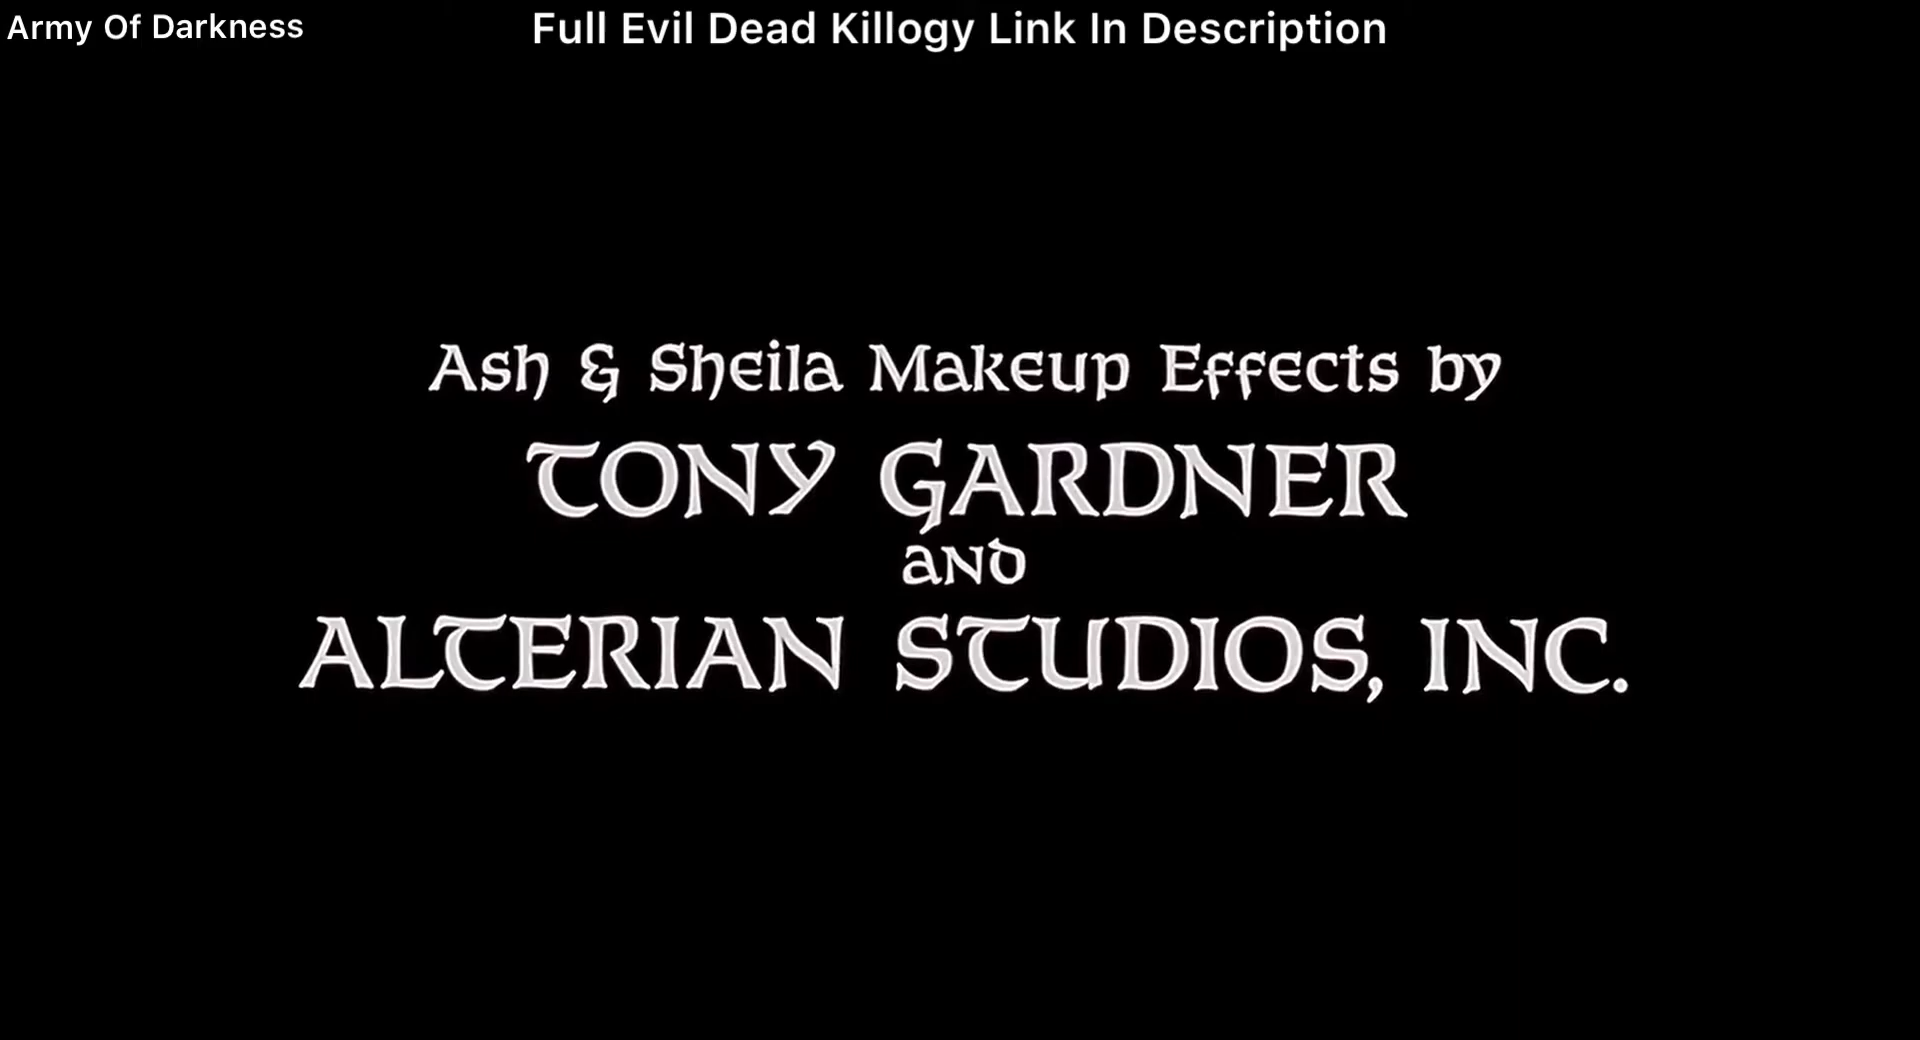 Army Of Darkness
Full Evil Dead Killogy Link In Description
Ash & Sheila Makeup Effects by
TONY GARDNER
AND
ALTERIAN STUDIOS, INC.